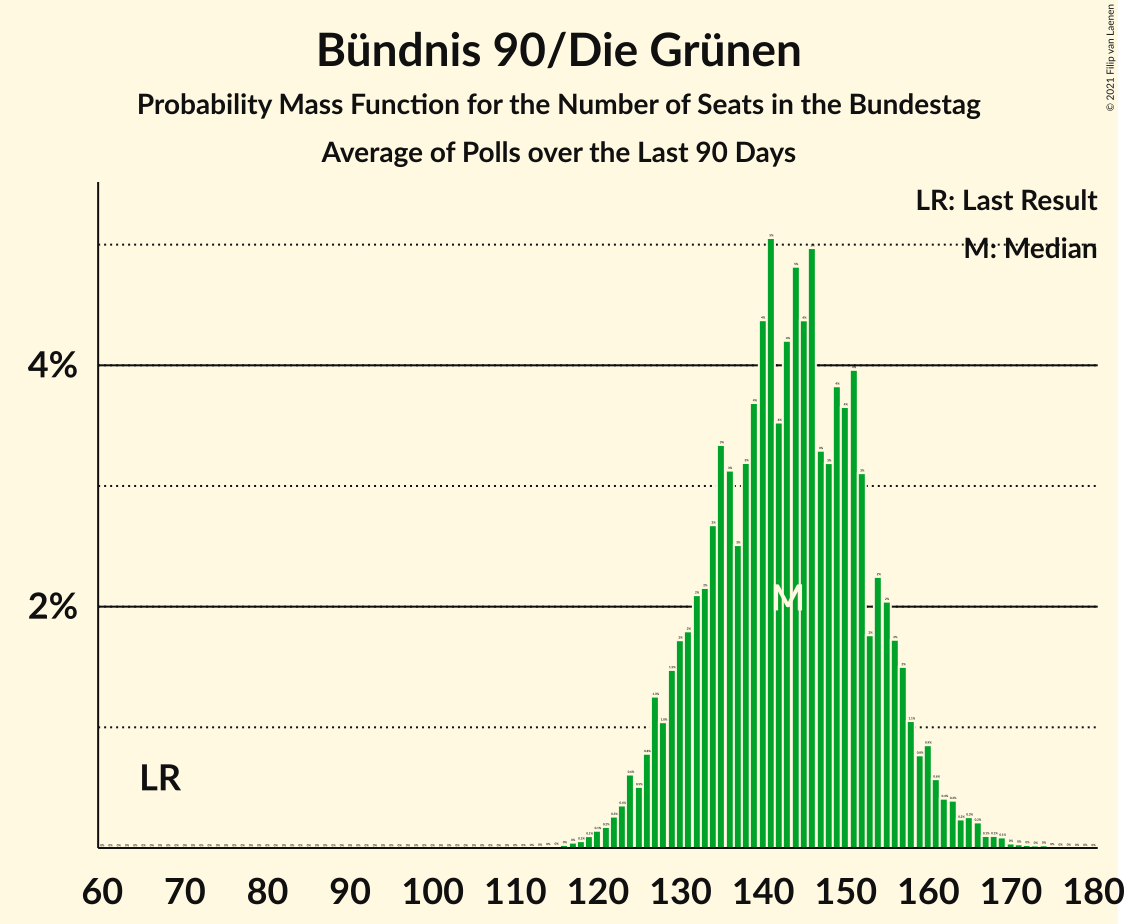 Bündnis 90/Die Grünen
Probability Mass Function for the Number of Seats in the Bundestag
Average of Polls over the Last 90 Days
© 2021 Filip van Laenen
LR: Last Result
M: Median
4%
2%
M
LR
60 70 80 90 100 110 120 130 140 150 160 170 180